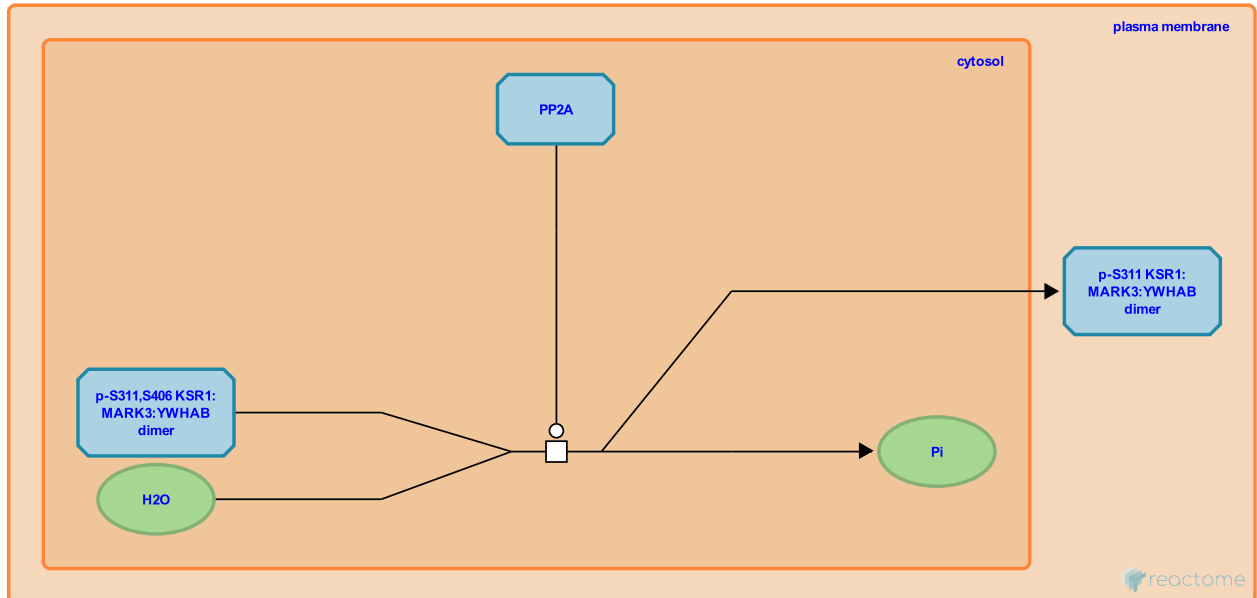 plasma membrane
cytosol
PP2A
p-S311 KSR1:
MARK3:YWHAB
dimer
p-S311,S406 KSR1:
MARK3:YWHAB
dimer
Pi
H2O
reactome